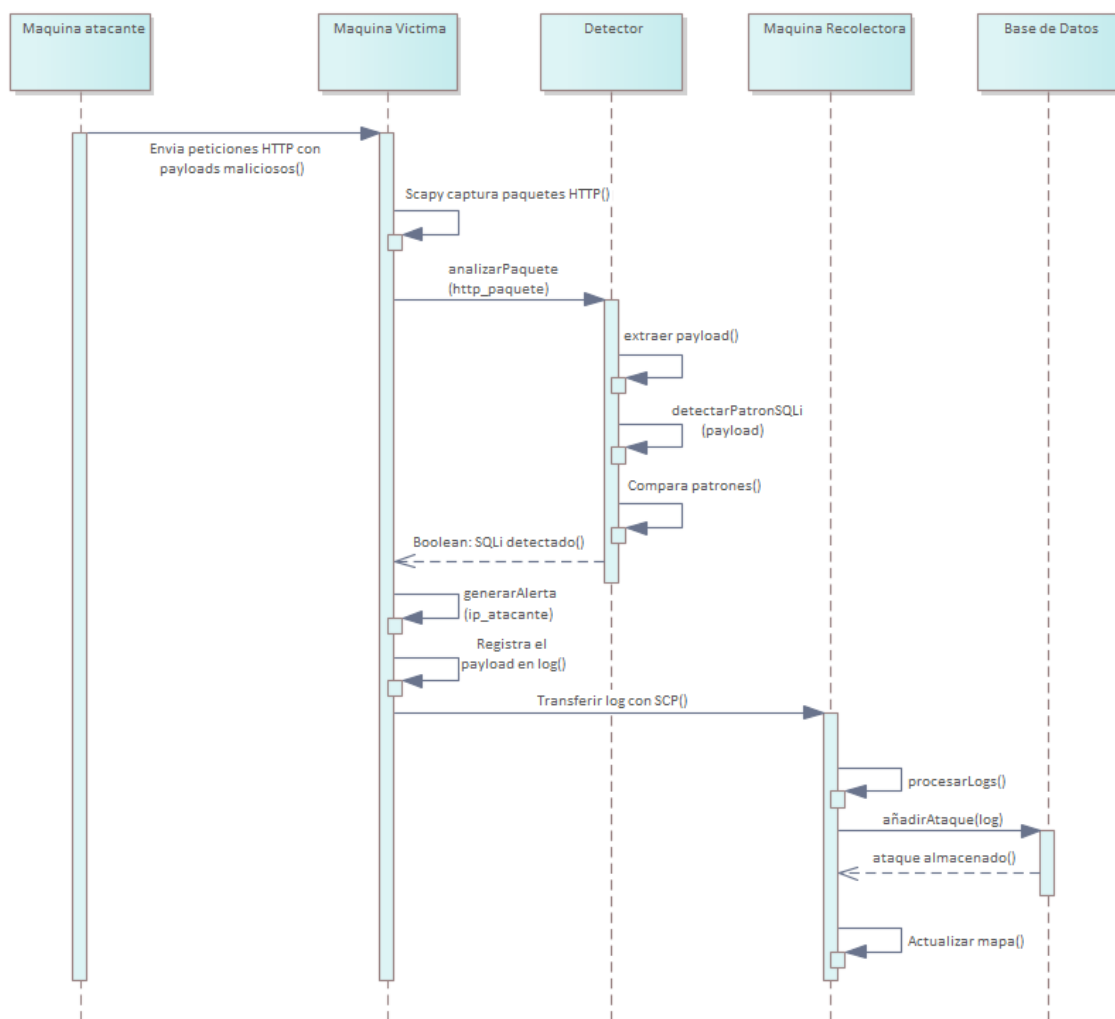 Maquina atacante
Maquina Victima
Detector
Maquina Recolectora
Base de Datos
Envia peticiones HTTP con
payloads maliciosos()
Scapy captura paquetes HTTP()
analizarPaquete
(http_paquete)
extraer payload()
detectarPatronSQLi
(payload)
Compara patrones()
Boolean: SQLi detectado()
generarAlerta
(ip_atacante)
Registra el
payload en log()
Transferir log con SCP()
procesarLogs()
añadirAtaque(log)
ataque almacenado()
Actualizar mapa()